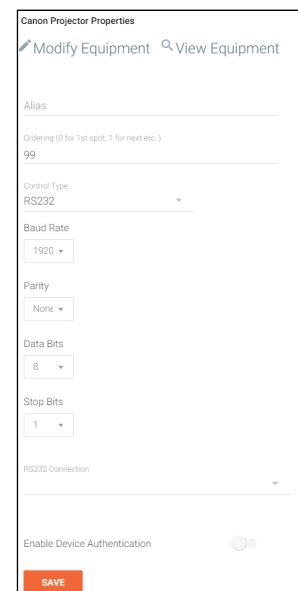 Canon Projector Properties
Modify Equipment View Equipment
Alias
Ordering (0 for 1st spot, 1 for next etc..)
99
Control Type
RS232
Baud Rate
1920
Parity
None
Data Bits
8
Stop Bits
1
RS232 Connection
Enable Device Authentication
SAVE